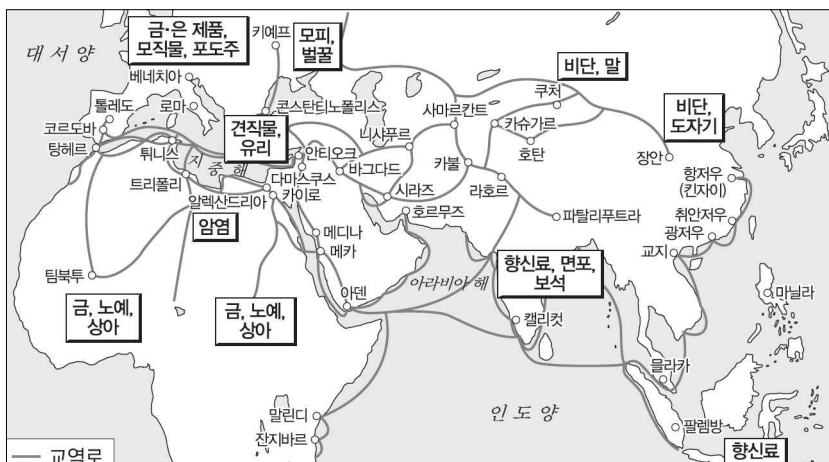 대서양
금·은 제품,
모직물, 포도주
키예프
모피,
벌꿀
비단, 말
베네치아
톨레도
로마
콘스탄티노폴리스
사마르칸트
쿠처
비단,
도자기
코르도바
탕헤르
튀니스
지중해
견직물,
유리
안티오크
니샤푸르
카슈가르
호탄
장안
트리폴리
다마스쿠스
바그다드
카불
항저우
(킨자이)
알렉산드리아
카이로
시라즈
라호르
취안저우
암염
메디나
호르무즈
파탈리푸트라
광저우
메카
교지
팀북투
아라비아 해
향신료, 면포,
보석
금, 노예,
상아
금, 노예,
상아
아덴
캘리컷
마닐라
믈라카
말린디
인도양
팔렘방
잔지바르
교역로
향신료